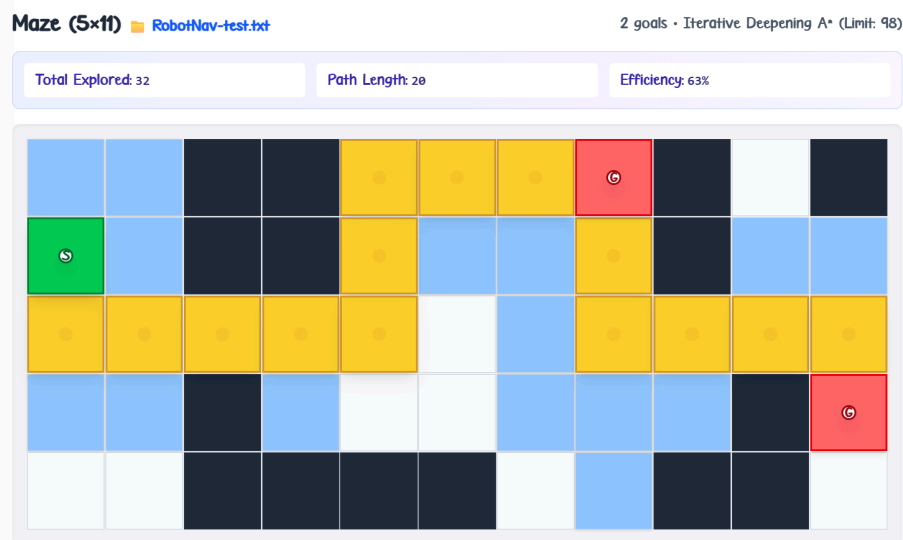 Maze (5×11) 📁 RobotNav-test.txt
2 goals • Iterative Deepening A* (Limit: 98)
Total Explored: 32
Path Length: 20
Efficiency: 63%
G
S
G